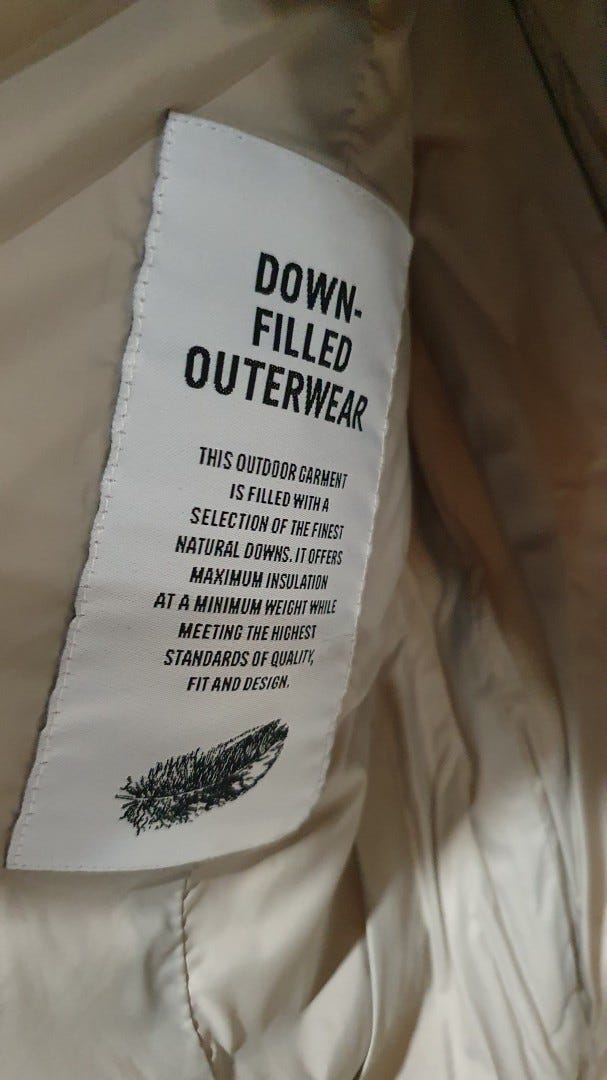 DOWN-
FILLED
OUTERWEAR
THIS OUTDOOR GARMENT
IS FILLED WITH A
SELECTION OF THE FINEST
NATURAL DOWNS. IT OFFERS
MAXIMUM INSULATION
AT A MINIMUM WEIGHT WHILE
MEETING THE HIGHEST
STANDARDS OF QUALITY,
FIT AND DESIGN.